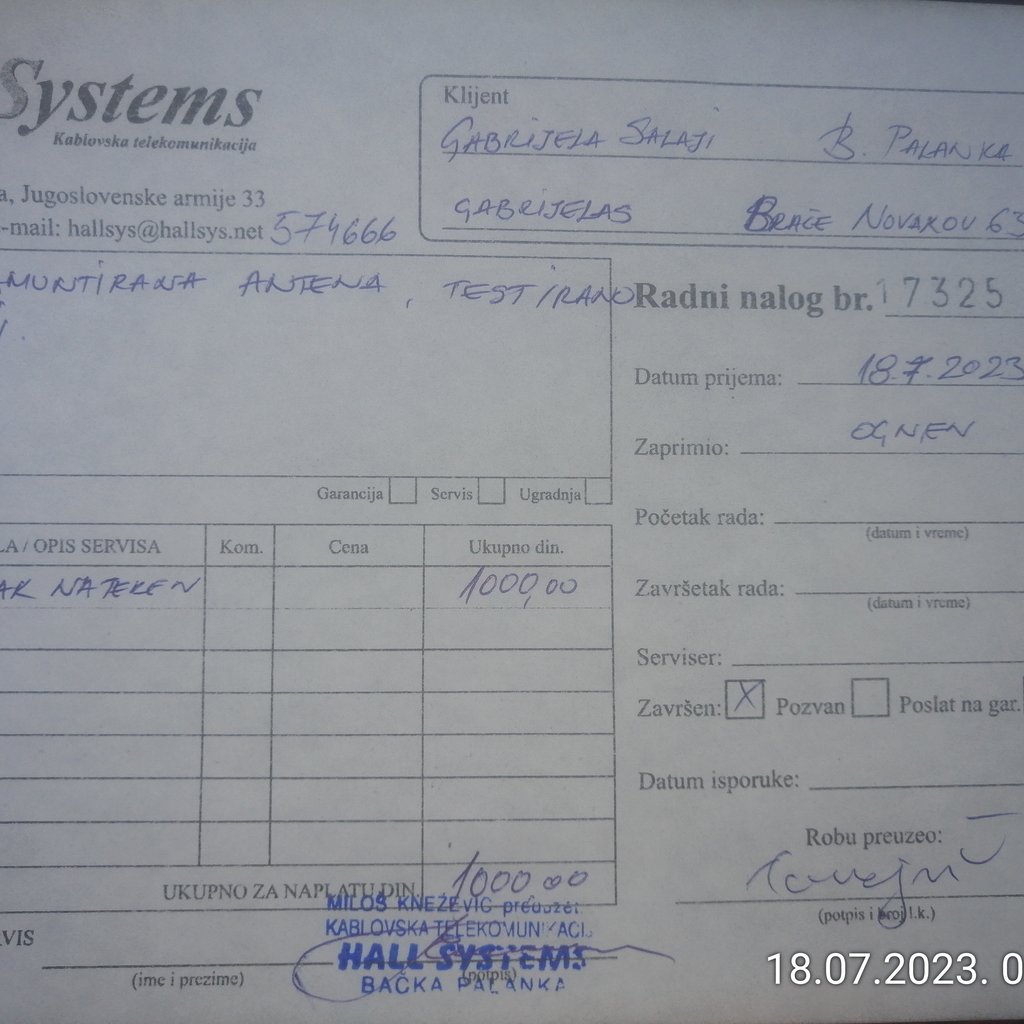 Systems
Kablovska telekomunikacija
a, Jugoslovenske armije 33
-mail: hallsys@hallsys.net 574666
Klijent
GABRIJELA SALAJI B. PALANKA
GABRIJELAS BRAĆE NOVAKOV 63
MUNTIRANA ANTENA, TESTIRANO
Radni nalog br. 17325
Datum prijema: 18.7.2023
Zaprimio: OGNEN
Početak rada:
(datum i vreme)
Završetak rada:
(datum i vreme)
Serviser:
Završen: X Pozvan Poslat na gar.
Datum isporuke:
Robu preuzeo:
(potpis i broj l.k.)
Garancija Servis Ugradnja
LA / OPIS SERVISA Kom. Cena Ukupno din.
AK NA TEREN 1000,00
UKUPNO ZA NAPLATU DIN. 1000 00
VIS
(ime i prezime) (potpis)
MILOŠ KNEŽEVIĆ preduzet.
KABLOVSKA TELEKOMUNIKACIJ
HALL SYSTEMS
BAČKA PALANKA
18.07.2023. 0